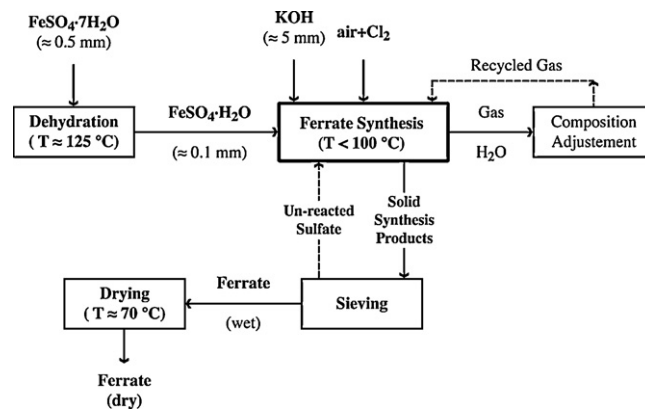 FeSO₄·7H₂O
(≈ 0.5 mm)
KOH
(≈ 5 mm)
air+Cl₂
Recycled Gas
Dehydration
( T ≈ 125 °C)
FeSO₄·H₂O
(≈ 0.1 mm)
Ferrate Synthesis
(T < 100 °C)
Gas
H₂O
Composition
Adjustement
Un-reacted
Sulfate
Solid
Synthesis
Products
Drying
( T ≈ 70 °C)
Ferrate
(wet)
Sieving
Ferrate
(dry)